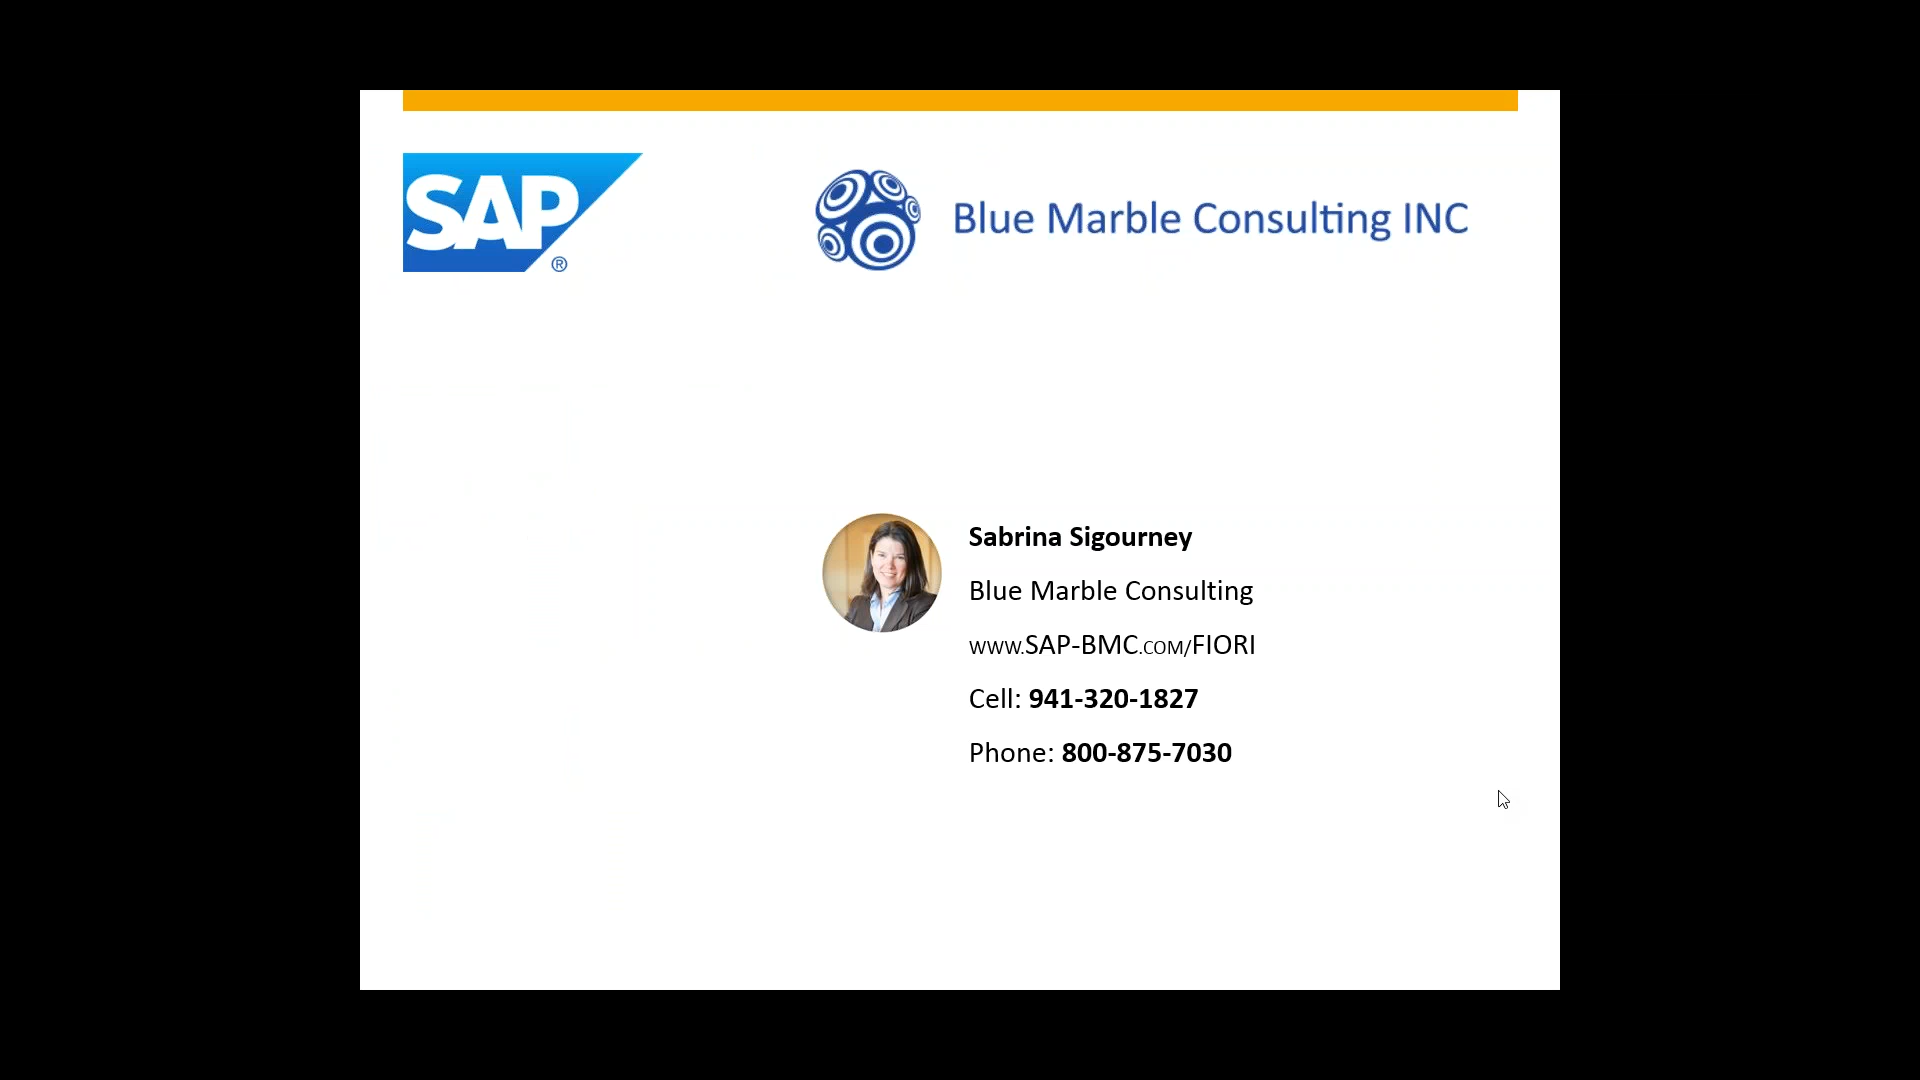 SAP
®
Blue Marble Consulting INC
Sabrina Sigourney
Blue Marble Consulting
WWW.SAP-BMC.COM/FIORI
Cell: 941-320-1827
Phone: 800-875-7030